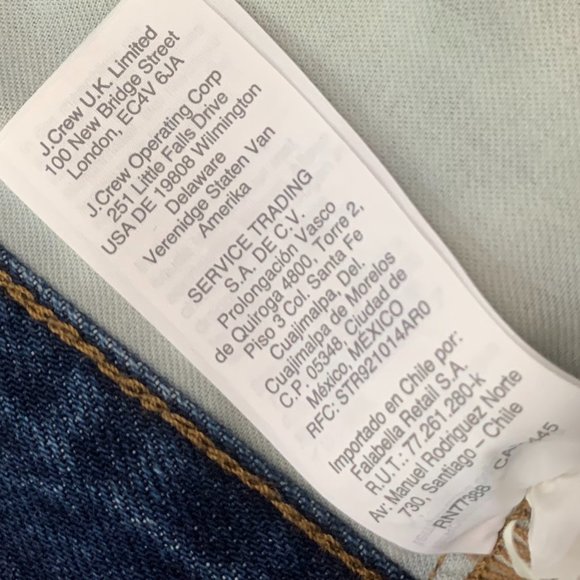 J.Crew U.K. Limited
100 New Bridge Street
London, EC4V 6JA
J.Crew Operating Corp
251 Little Falls Drive
USA DE 19808 Wilmington
Delaware
Verenidge Staten Van
Amerika
SERVICE TRADING
S.A. DE C.V.
Prolongación Vasco
de Quiroga 4800, Torre 2,
Piso 3 Col. Santa Fe
Cuajimalpa, Del.
Cuajimalpa de Morelos
C.P. 05348, Ciudad de
México, MÉXICO
RFC: STR921014AR0
Importado en Chile por:
Falabella Retail S.A.
R.U.T: 77.261.280-k
Av: Manuel Rodriguez Norte
730, Santiago – Chile
RN77388